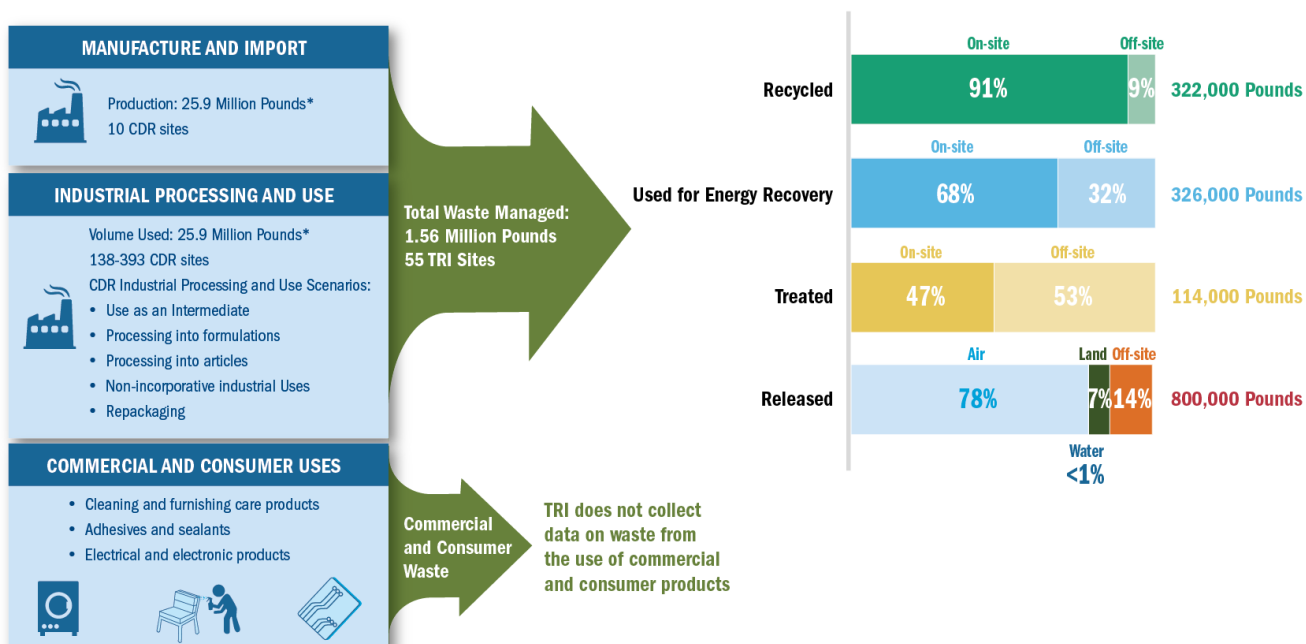 MANUFACTURE AND IMPORT
Production: 25.9 Million Pounds*
10 CDR sites
INDUSTRIAL PROCESSING AND USE
Volume Used: 25.9 Million Pounds*
138-393 CDR sites
CDR Industrial Processing and Use Scenarios:
• Use as an Intermediate
• Processing into formulations
• Processing into articles
• Non-incorporative industrial Uses
• Repackaging
COMMERCIAL AND CONSUMER USES
• Cleaning and furnishing care products
• Adhesives and sealants
• Electrical and electronic products
Total Waste Managed:
1.56 Million Pounds
55 TRI Sites
Commercial
and Consumer
Waste
TRI does not collect
data on waste from
the use of commercial
and consumer products
On-site Off-site
Recycled 91% 9% 322,000 Pounds
On-site Off-site
Used for Energy Recovery 68% 32% 326,000 Pounds
On-site Off-site
Treated 47% 53% 114,000 Pounds
Air Land Off-site
Released 78% 7% 14% 800,000 Pounds
Water
<1%